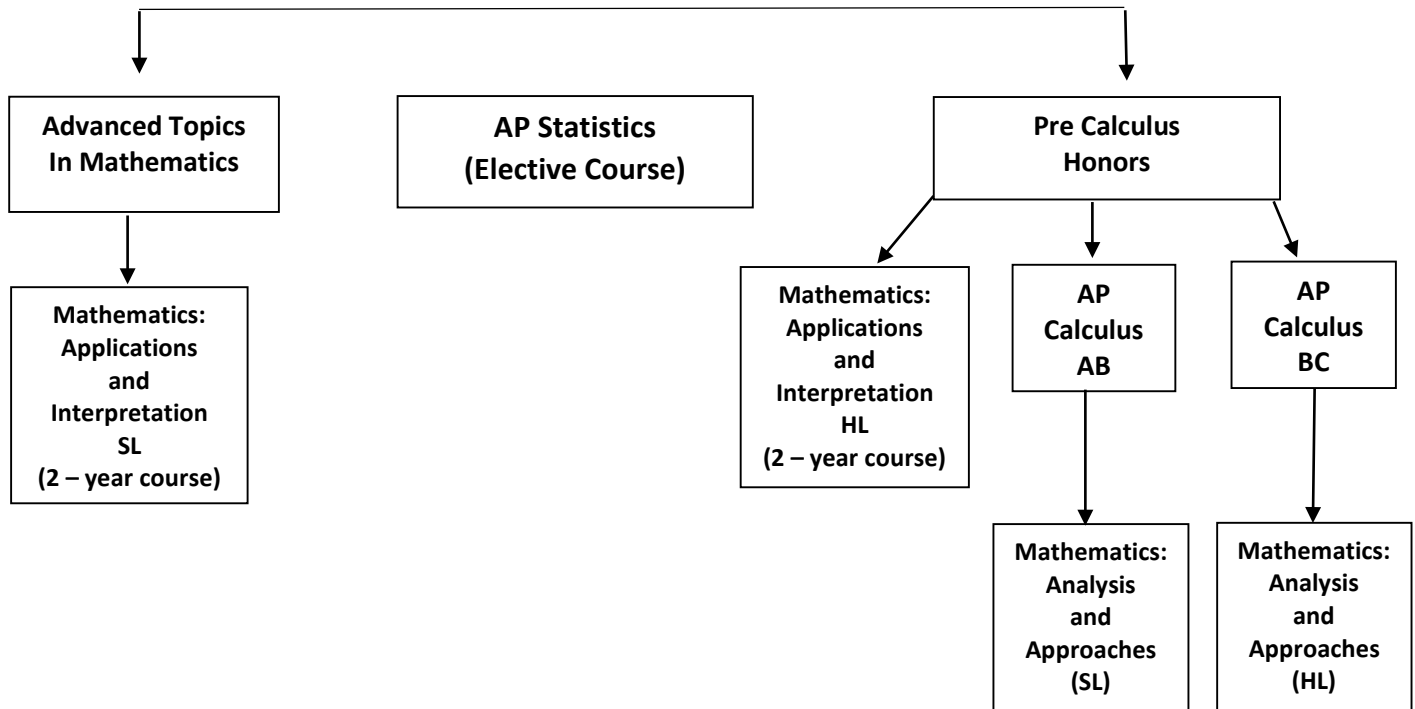 Advanced Topics
In Mathematics
AP Statistics
(Elective Course)
Pre Calculus
Honors
Mathematics:
Applications
and
Interpretation
SL
(2 – year course)
Mathematics:
Applications
and
Interpretation
HL
(2 – year course)
AP
Calculus
AB
AP
Calculus
BC
Mathematics:
Analysis
and
Approaches
(SL)
Mathematics:
Analysis
and
Approaches
(HL)